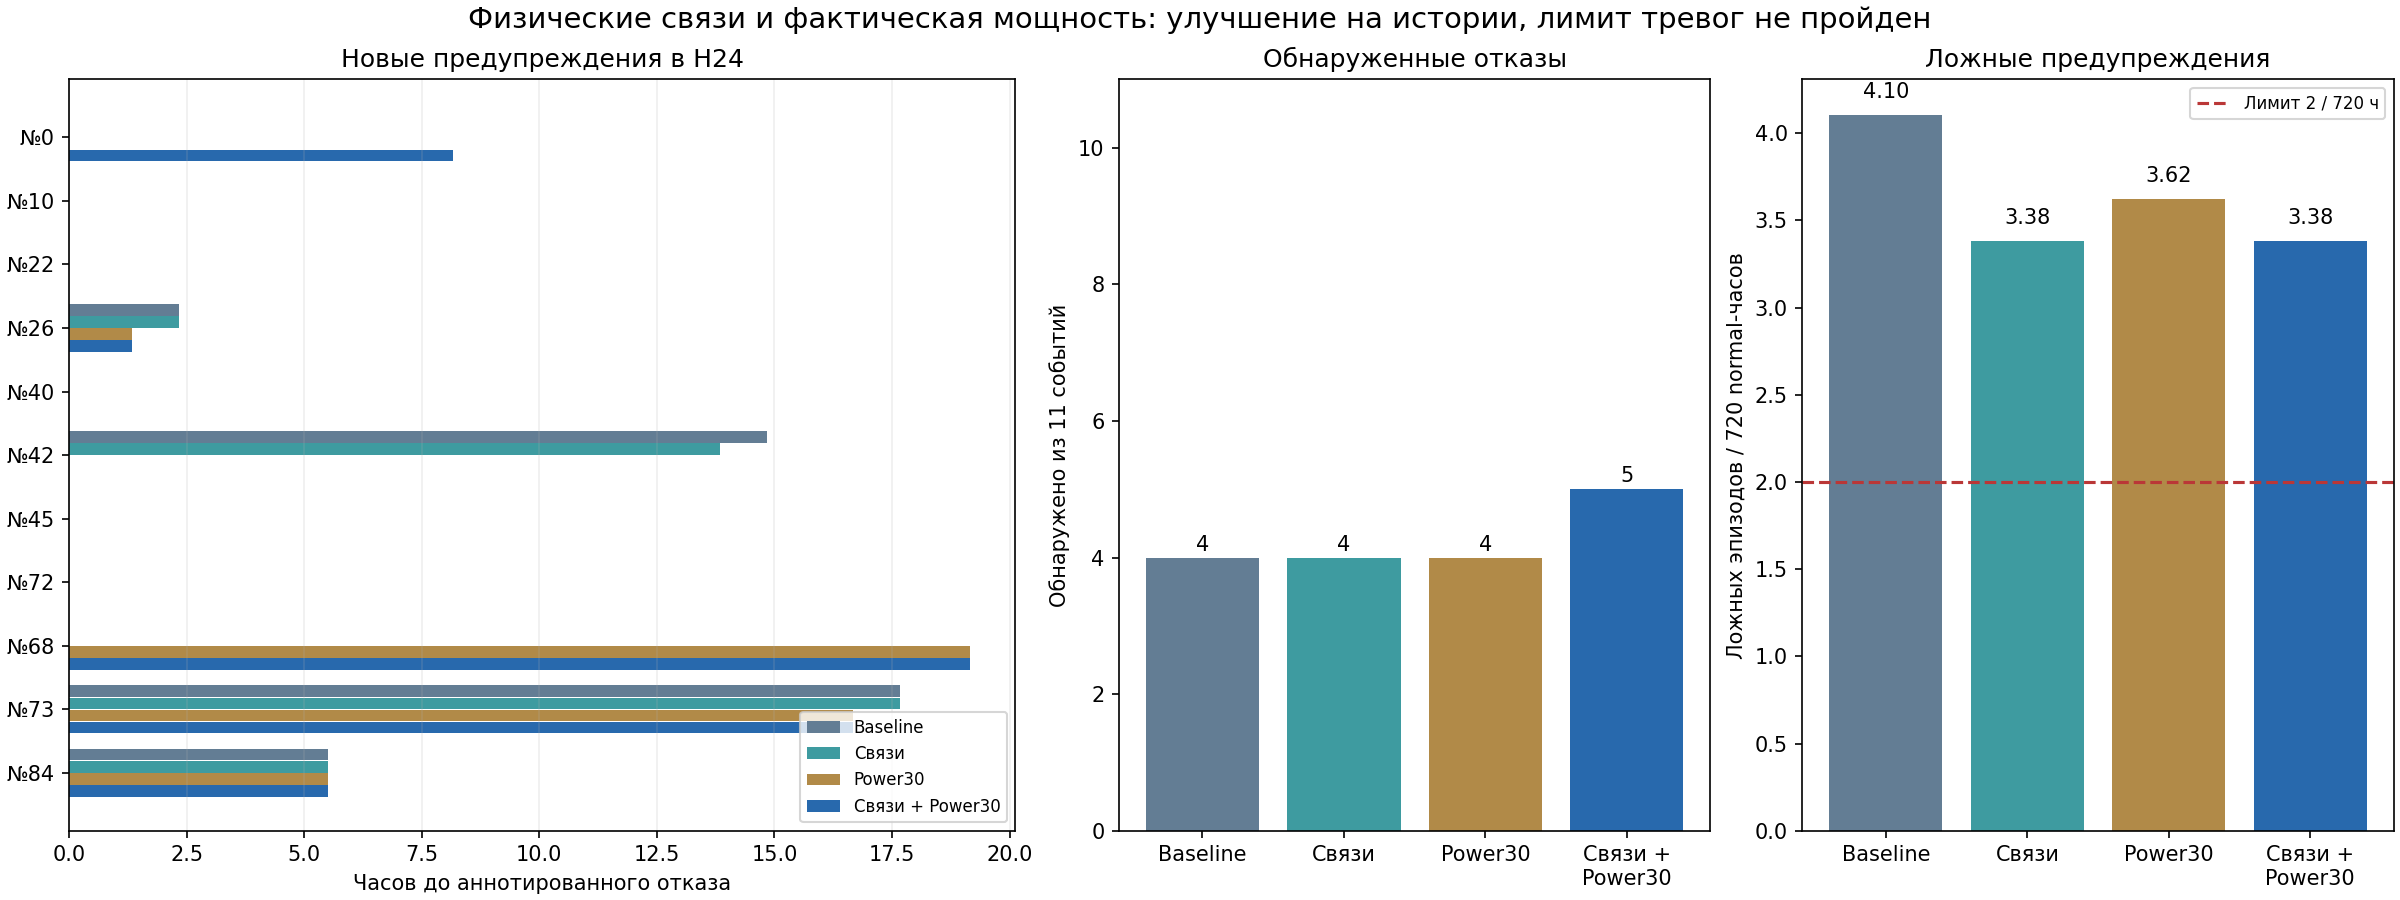 Физические связи и фактическая мощность: улучшение на истории, лимит тревог не пройден
Новые предупреждения в H24
№0
№10
№22
№26
№40
№42
№45
№72
№68
№73
№84
0.0
2.5
5.0
7.5
10.0
12.5
15.0
17.5
20.0
Часов до аннотированного отказа
Baseline
Связи
Power30
Связи + Power30
Обнаруженные отказы
Обнаружено из 11 событий
10
8
6
4
2
0
4
4
4
5
Baseline
Связи
Power30
Связи +
Power30
Ложные предупреждения
Ложных эпизодов / 720 normal-часов
4.0
3.5
3.0
2.5
2.0
1.5
1.0
0.5
0.0
4.10
3.38
3.62
3.38
Лимит 2 / 720 ч
Baseline
Связи
Power30
Связи +
Power30